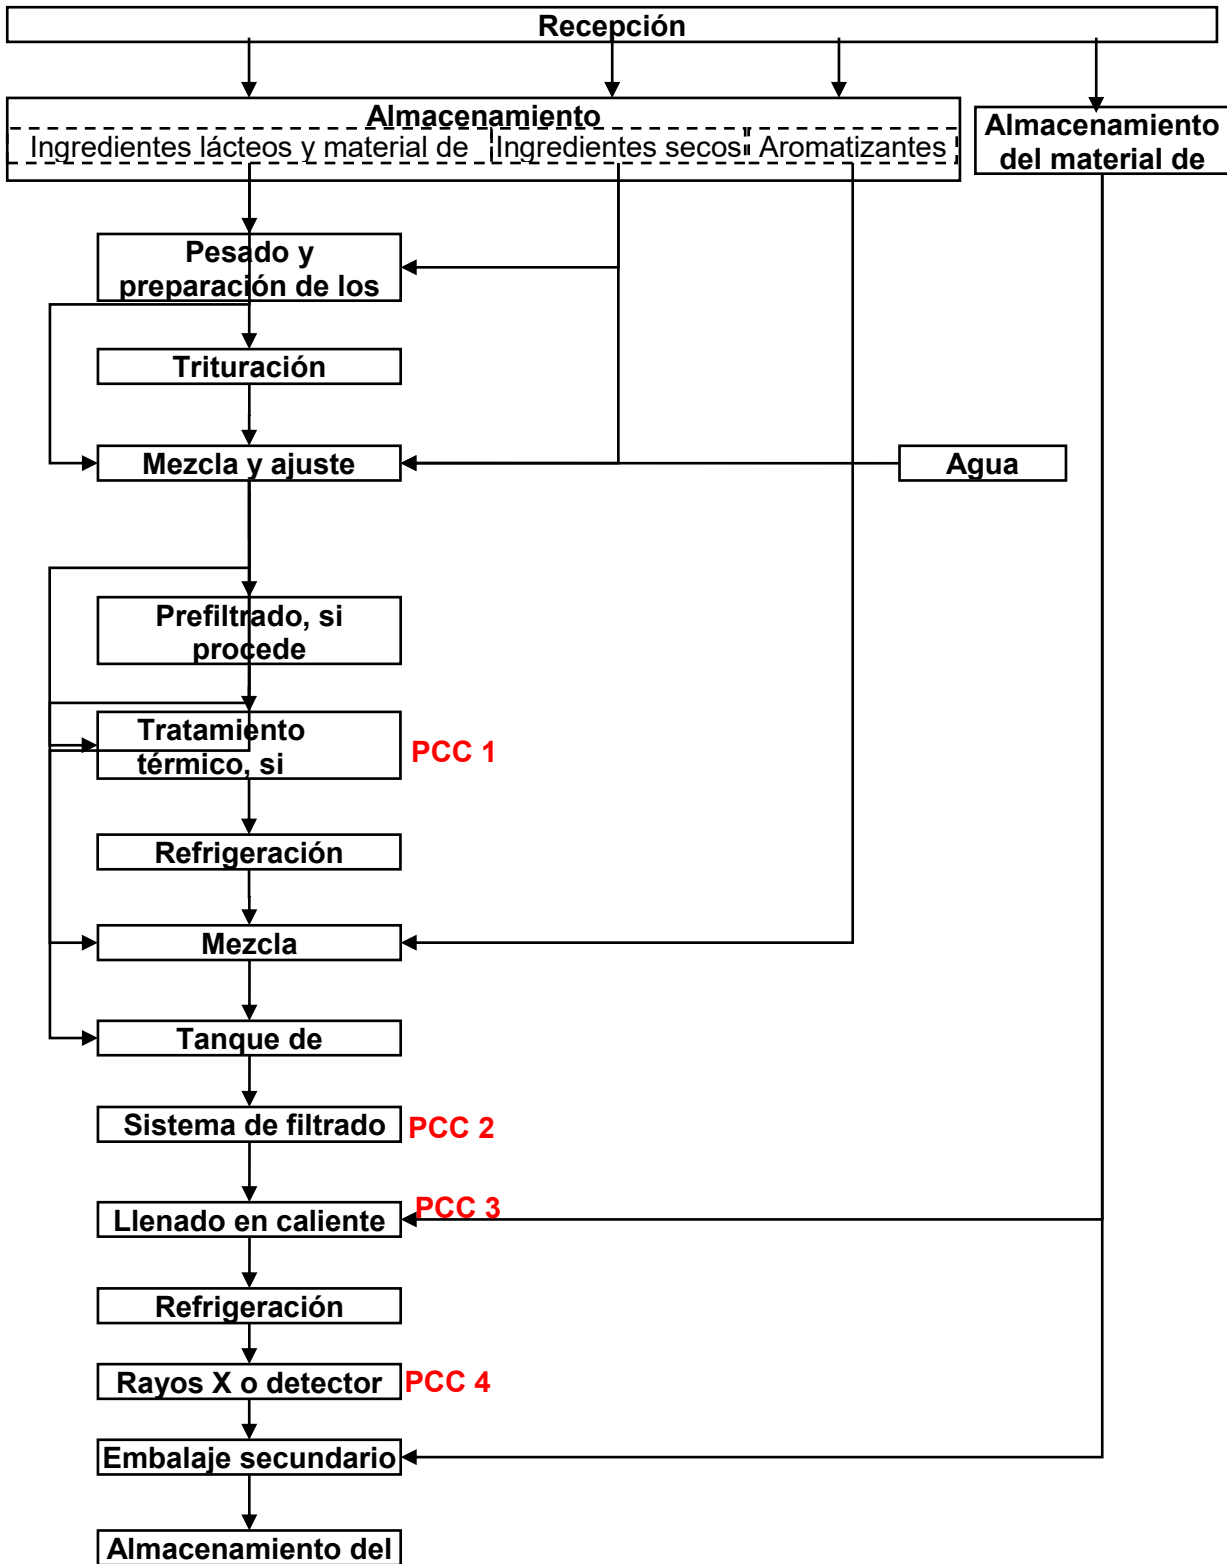 Recepción
Almacenamiento
Ingredientes lácteos y material de
Ingredientes secos
Aromatizantes
Almacenamiento
del material de
Pesado y
preparación de los
Trituración
Mezcla y ajuste
Agua
Prefiltrado, si
procede
Tratamiento
térmico, si
PCC 1
Refrigeración
Mezcla
Tanque de
Sistema de filtrado
PCC 2
Llenado en caliente
PCC 3
Refrigeración
Rayos X o detector
PCC 4
Embalaje secundario
Almacenamiento del